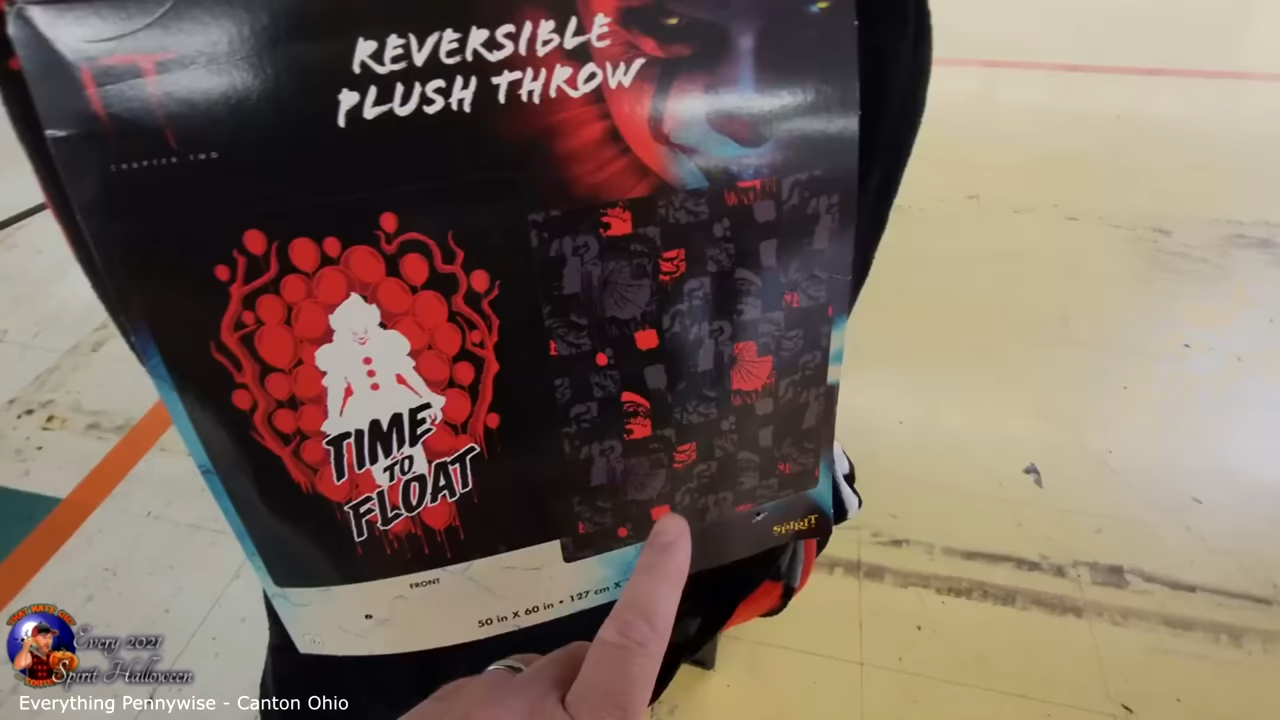 REVERSIBLE
PLUSH THROW
IT
CHAPTER TWO
TIME
TO
FLOAT
SPIRIT
FRONT
50 in X 60 in • 127 cm X
Every 2021
Spirit Halloween
Everything Pennywise - Canton Ohio